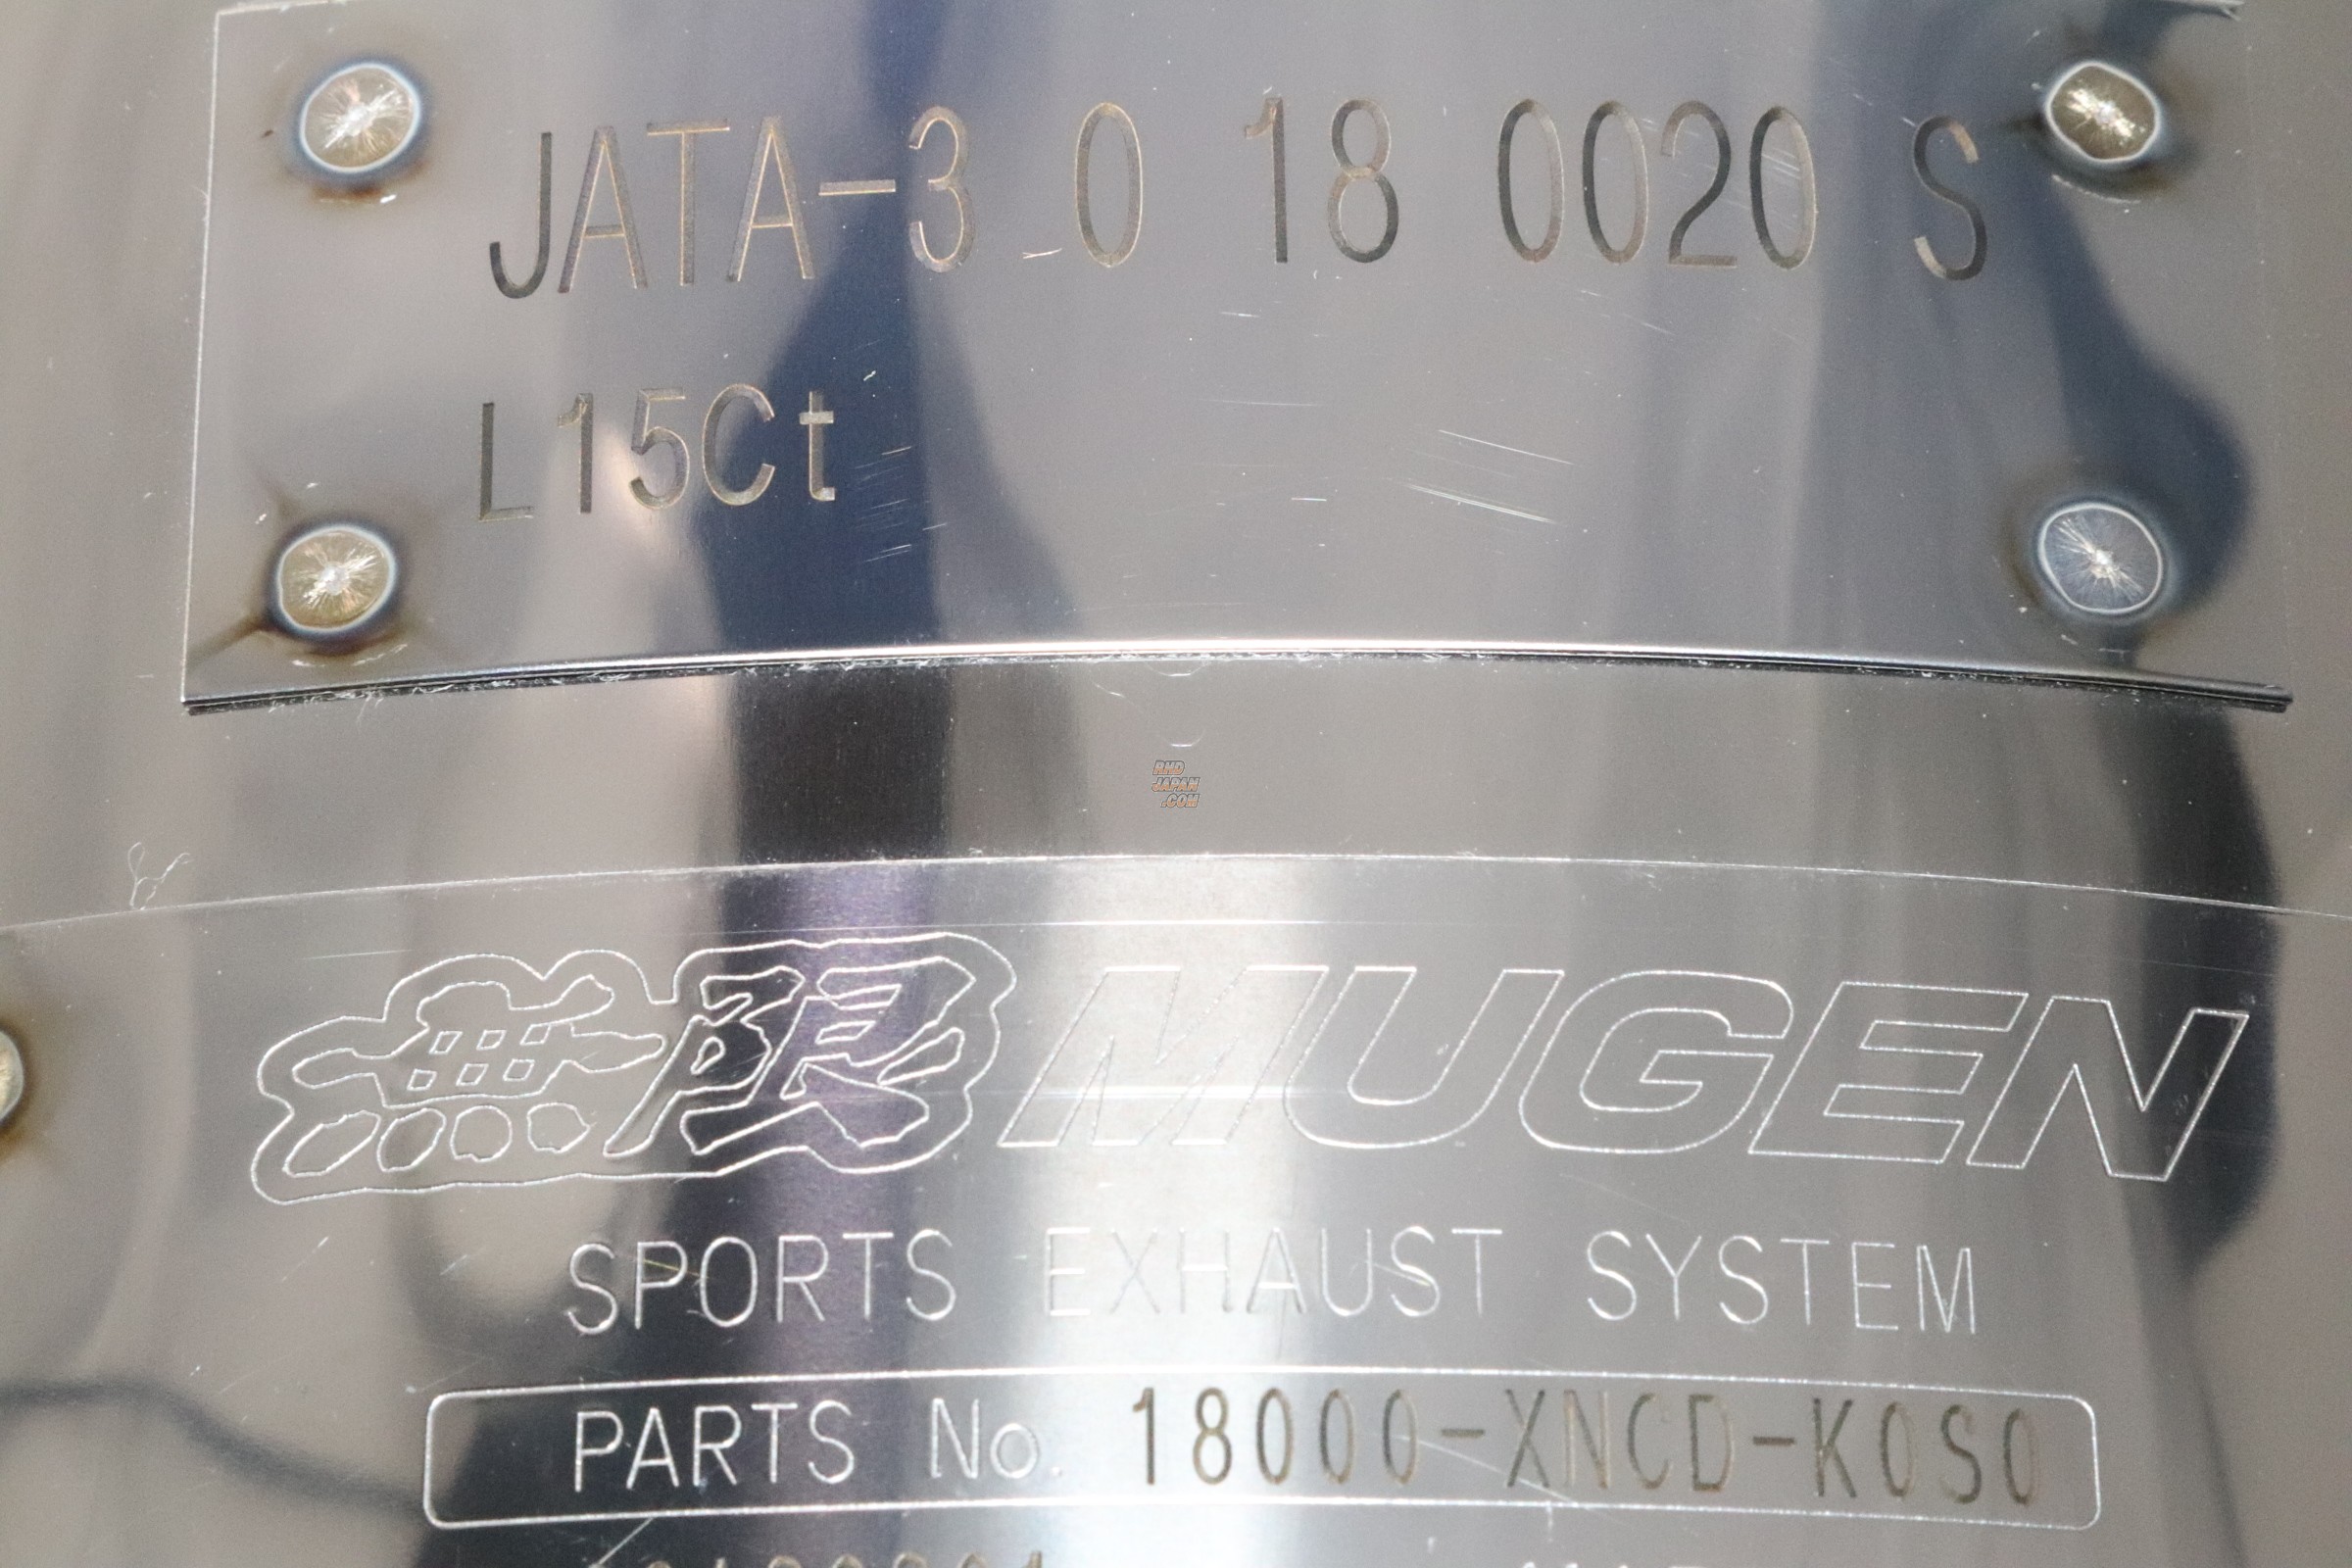 JATA-3 0 18 0020 S
L15Ct
RHD
JAPAN
.COM
無限 MUGEN
SPORTS EXHAUST SYSTEM
PARTS No. 18000-XNCD-K0S0